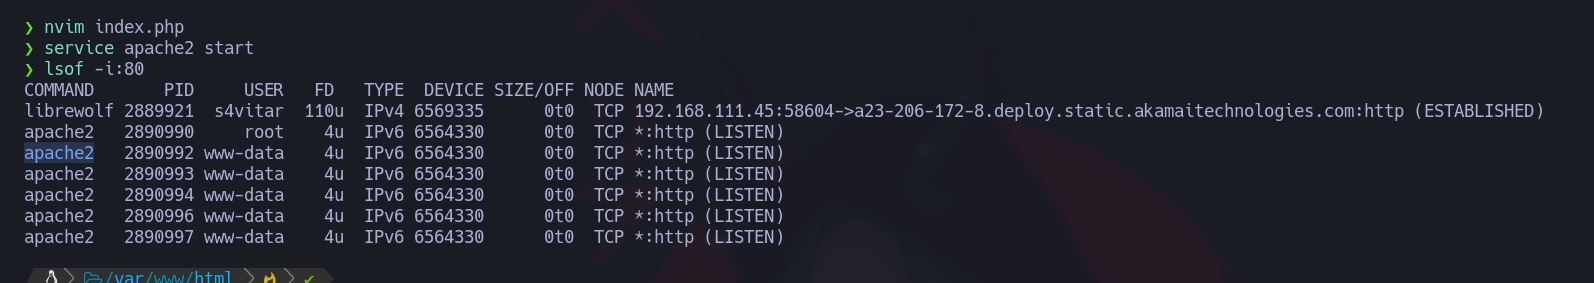 ❯ nvim index.php
❯ service apache2 start
❯ lsof -i:80
COMMAND       PID     USER   FD   TYPE  DEVICE SIZE/OFF NODE NAME
librewolf 2889921  s4vitar  110u  IPv4 6569335      0t0  TCP 192.168.111.45:58604->a23-206-172-8.deploy.static.akamaitechnologies.com:http (ESTABLISHED)
apache2   2890990     root    4u  IPv6 6564330      0t0  TCP *:http (LISTEN)
apache2   2890992 www-data    4u  IPv6 6564330      0t0  TCP *:http (LISTEN)
apache2   2890993 www-data    4u  IPv6 6564330      0t0  TCP *:http (LISTEN)
apache2   2890994 www-data    4u  IPv6 6564330      0t0  TCP *:http (LISTEN)
apache2   2890996 www-data    4u  IPv6 6564330      0t0  TCP *:http (LISTEN)
apache2   2890997 www-data    4u  IPv6 6564330      0t0  TCP *:http (LISTEN)
/var/www/html